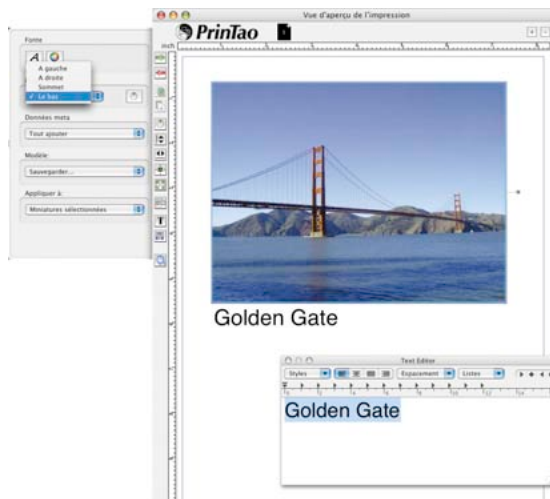 Vue d'aperçu de l'impression
PrinTao
inch
Fonte
A
A gauche
A droite
Sommet
✓ Le bas
Données meta
Tout ajouter
Modèle:
Sauvegarder...
Appliquer à:
Miniatures sélectionnées
T
Golden Gate
Text Editor
Styles
Espacement
Listes
Golden Gate